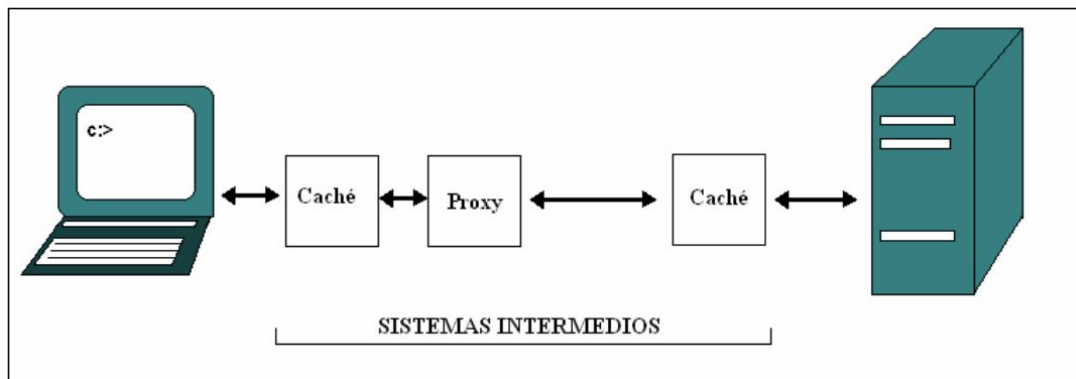 c:>
Caché
Proxy
Caché
SISTEMAS INTERMEDIOS